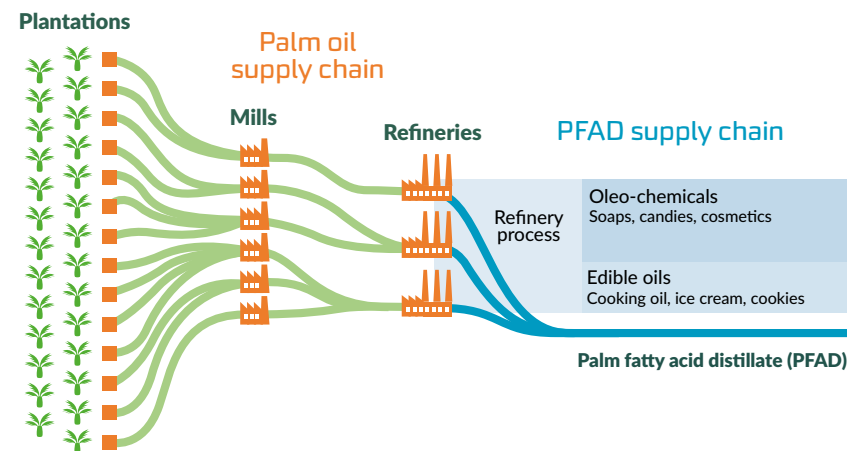 Plantations
Palm oil
supply chain
Mills
Refineries
PFAD supply chain
Refinery
process
Oleo-chemicals
Soaps, candies, cosmetics
Edible oils
Cooking oil, ice cream, cookies
Palm fatty acid distillate (PFAD)